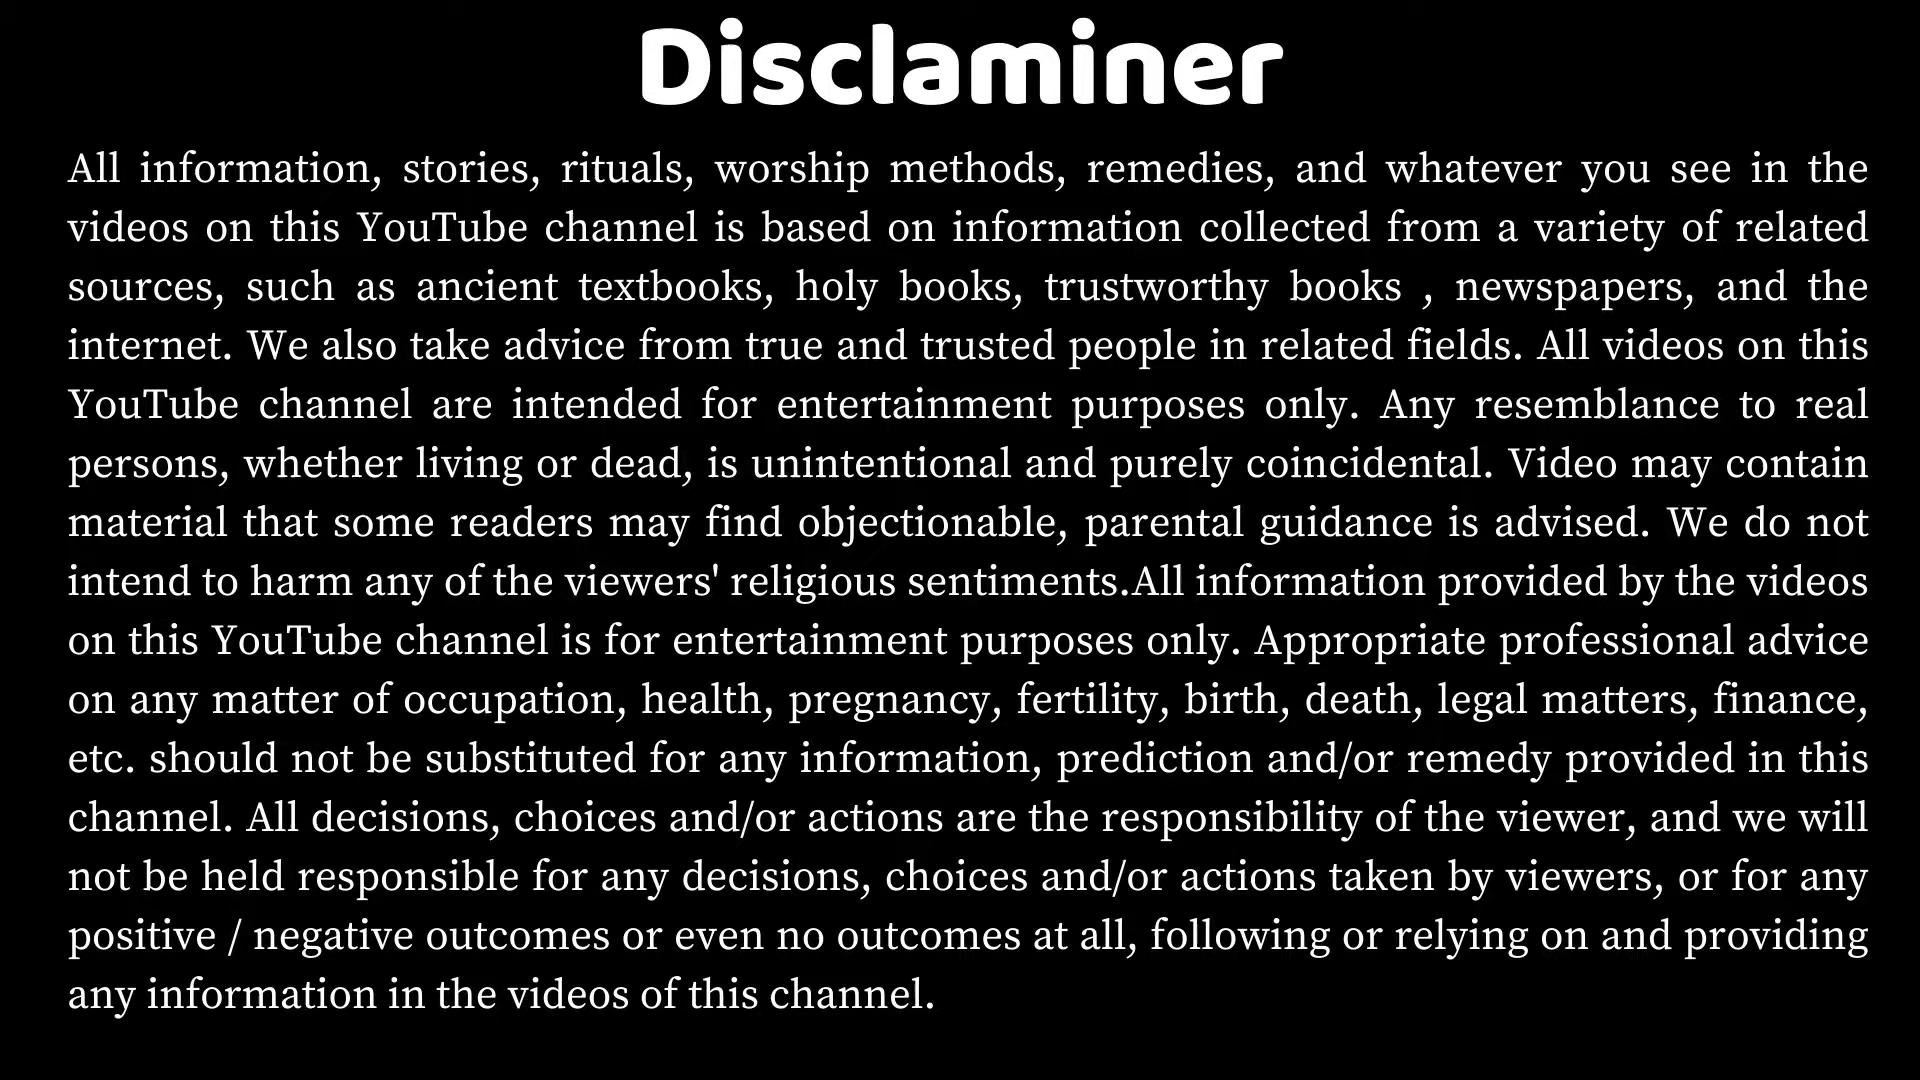 Disclaminer
All information, stories, rituals, worship methods, remedies, and whatever you see in the
videos on this YouTube channel is based on information collected from a variety of related
sources, such as ancient textbooks, holy books, trustworthy books , newspapers, and the
internet. We also take advice from true and trusted people in related fields. All videos on this
YouTube channel are intended for entertainment purposes only. Any resemblance to real
persons, whether living or dead, is unintentional and purely coincidental. Video may contain
material that some readers may find objectionable, parental guidance is advised. We do not
intend to harm any of the viewers' religious sentiments.All information provided by the videos
on this YouTube channel is for entertainment purposes only. Appropriate professional advice
on any matter of occupation, health, pregnancy, fertility, birth, death, legal matters, finance,
etc. should not be substituted for any information, prediction and/or remedy provided in this
channel. All decisions, choices and/or actions are the responsibility of the viewer, and we will
not be held responsible for any decisions, choices and/or actions taken by viewers, or for any
positive / negative outcomes or even no outcomes at all, following or relying on and providing
any information in the videos of this channel.